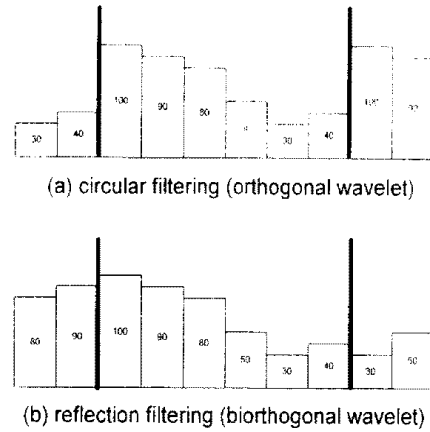 30 40 100 90 80 30 40 100
(a) circular filtering (orthogonal wavelet)
80 90 100 90 80 50 30 40 30 50
(b) reflection filtering (biorthogonal wavelet)